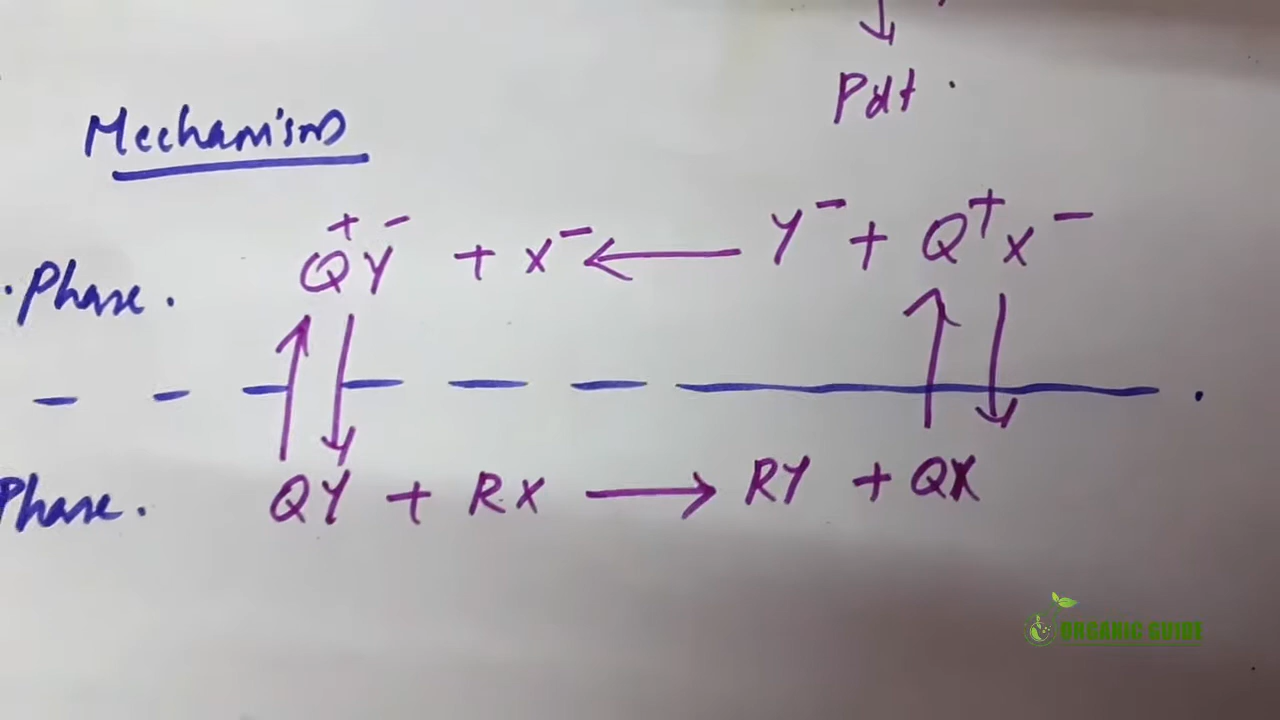 Pdt.
Mechanism
. Phase. Q⁺Y⁻ + X⁻ ← Y⁻ + Q⁺X⁻
Phase. QY + RX → RY + QX
ORGANIC GUIDE